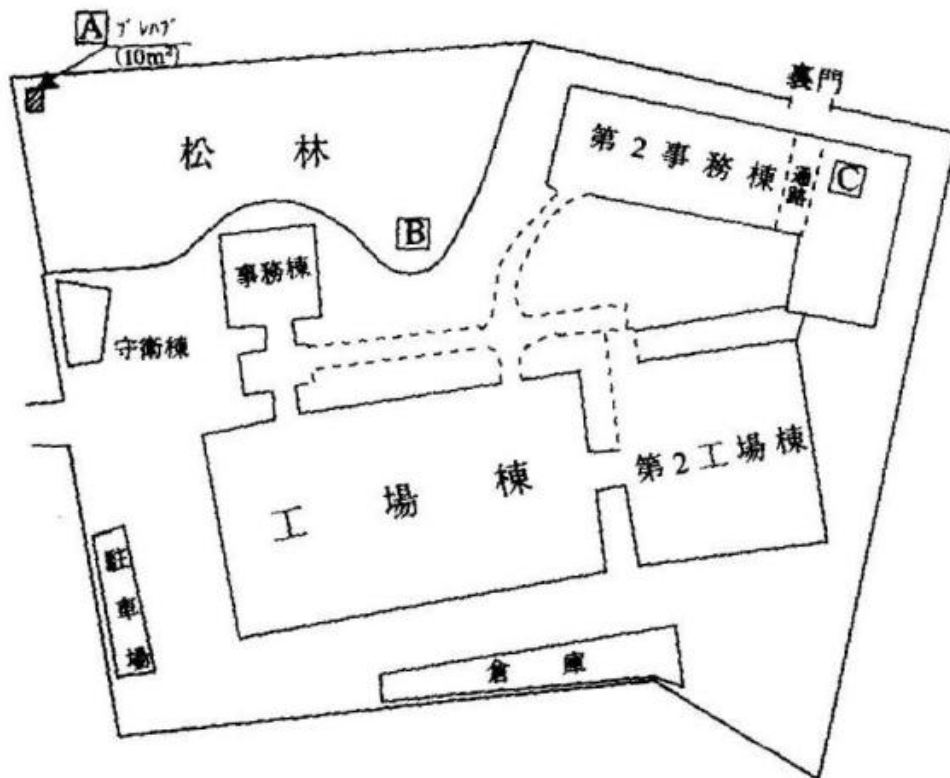 A プレハブ
(10m²)
裏門
松林
第2事務棟
通路
C
B
事務棟
守衛棟
第2工場棟
工場棟
駐車場
倉庫